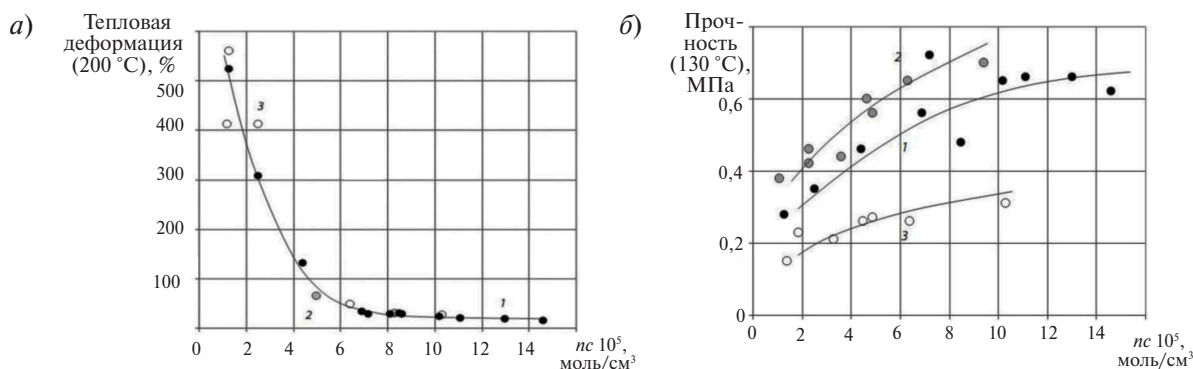 а)
Тепловая
деформация
(200 °С), %
500
400
300
200
100
3
2
1
0 2 4 6 8 10 12 14
nc 10⁵,
моль/см³
б)
Проч-
ность
(130 °С),
МПа
0,6
0,4
0,2
0
2
1
3
0 2 4 6 8 10 12 14
nc 10⁵,
моль/см³